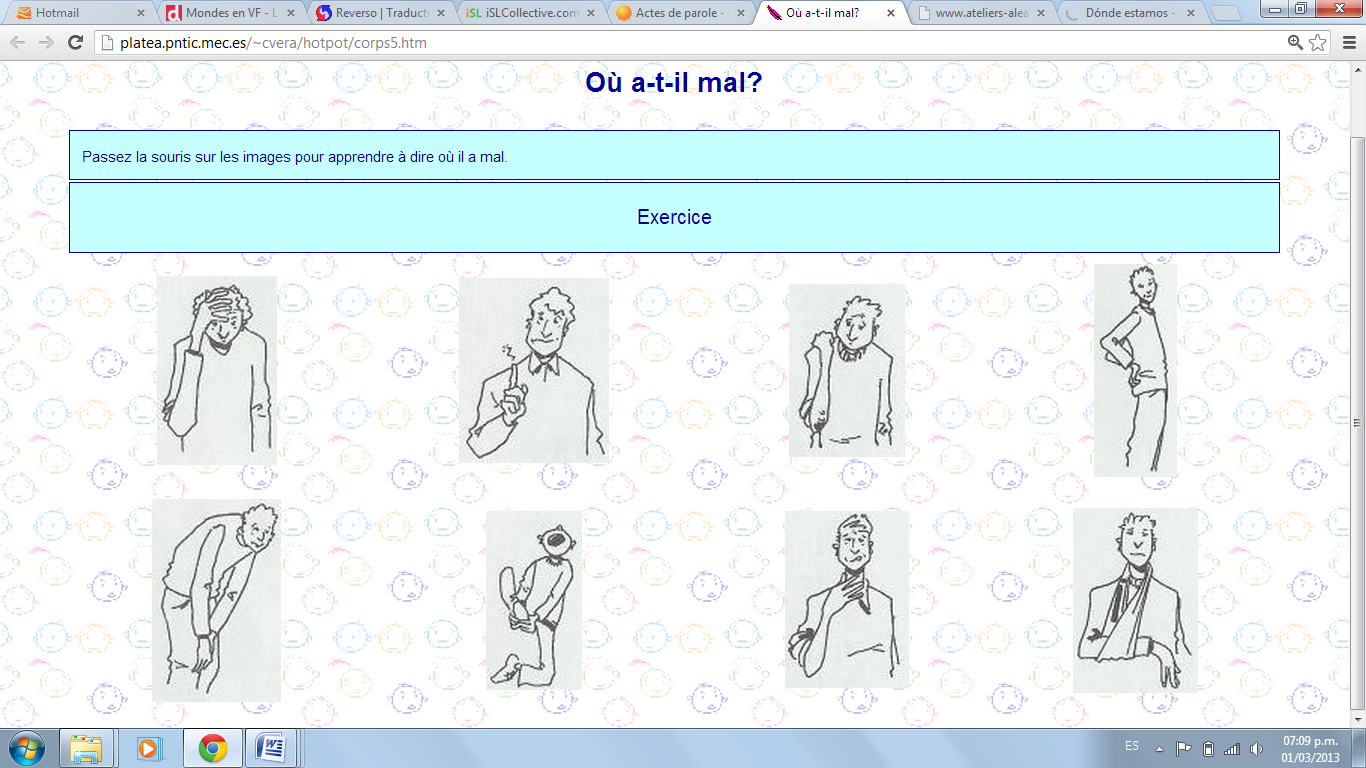 Hotmail
Mondes en VF - L
Reverso | Traduct
iSLCollective.com
Actes de parole -
Où a-t-il mal?
www.ateliers-alea
Dónde estamos -
platea.pntic.mec.es/~cvera/hotpot/corps5.htm
Où a-t-il mal?
Passez la souris sur les images pour apprendre à dire où il a mal.
Exercice
ES
07:09 p.m.
01/03/2013